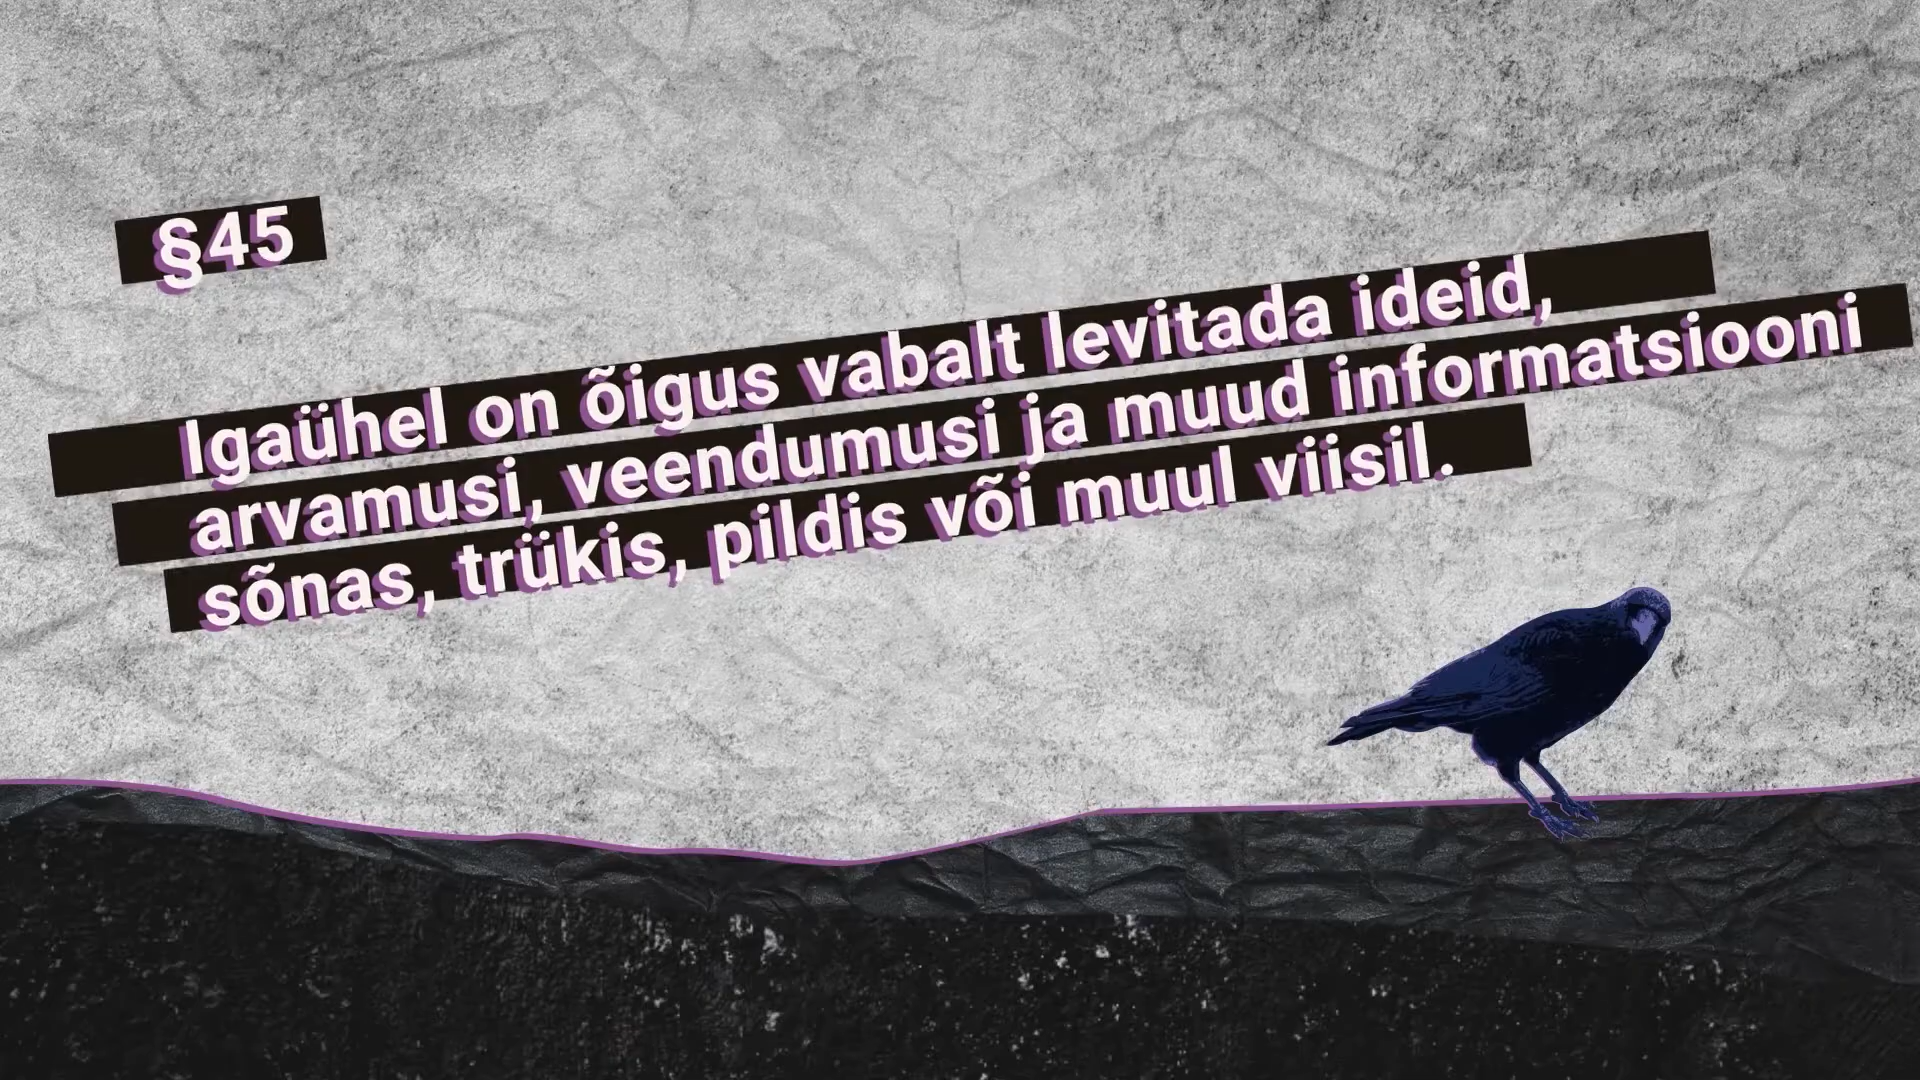 §45
Igaühel on õigus vabalt levitada ideid,
arvamusi, veendumusi ja muud informatsiooni
sõnas, trükis, pildis või muul viisil.